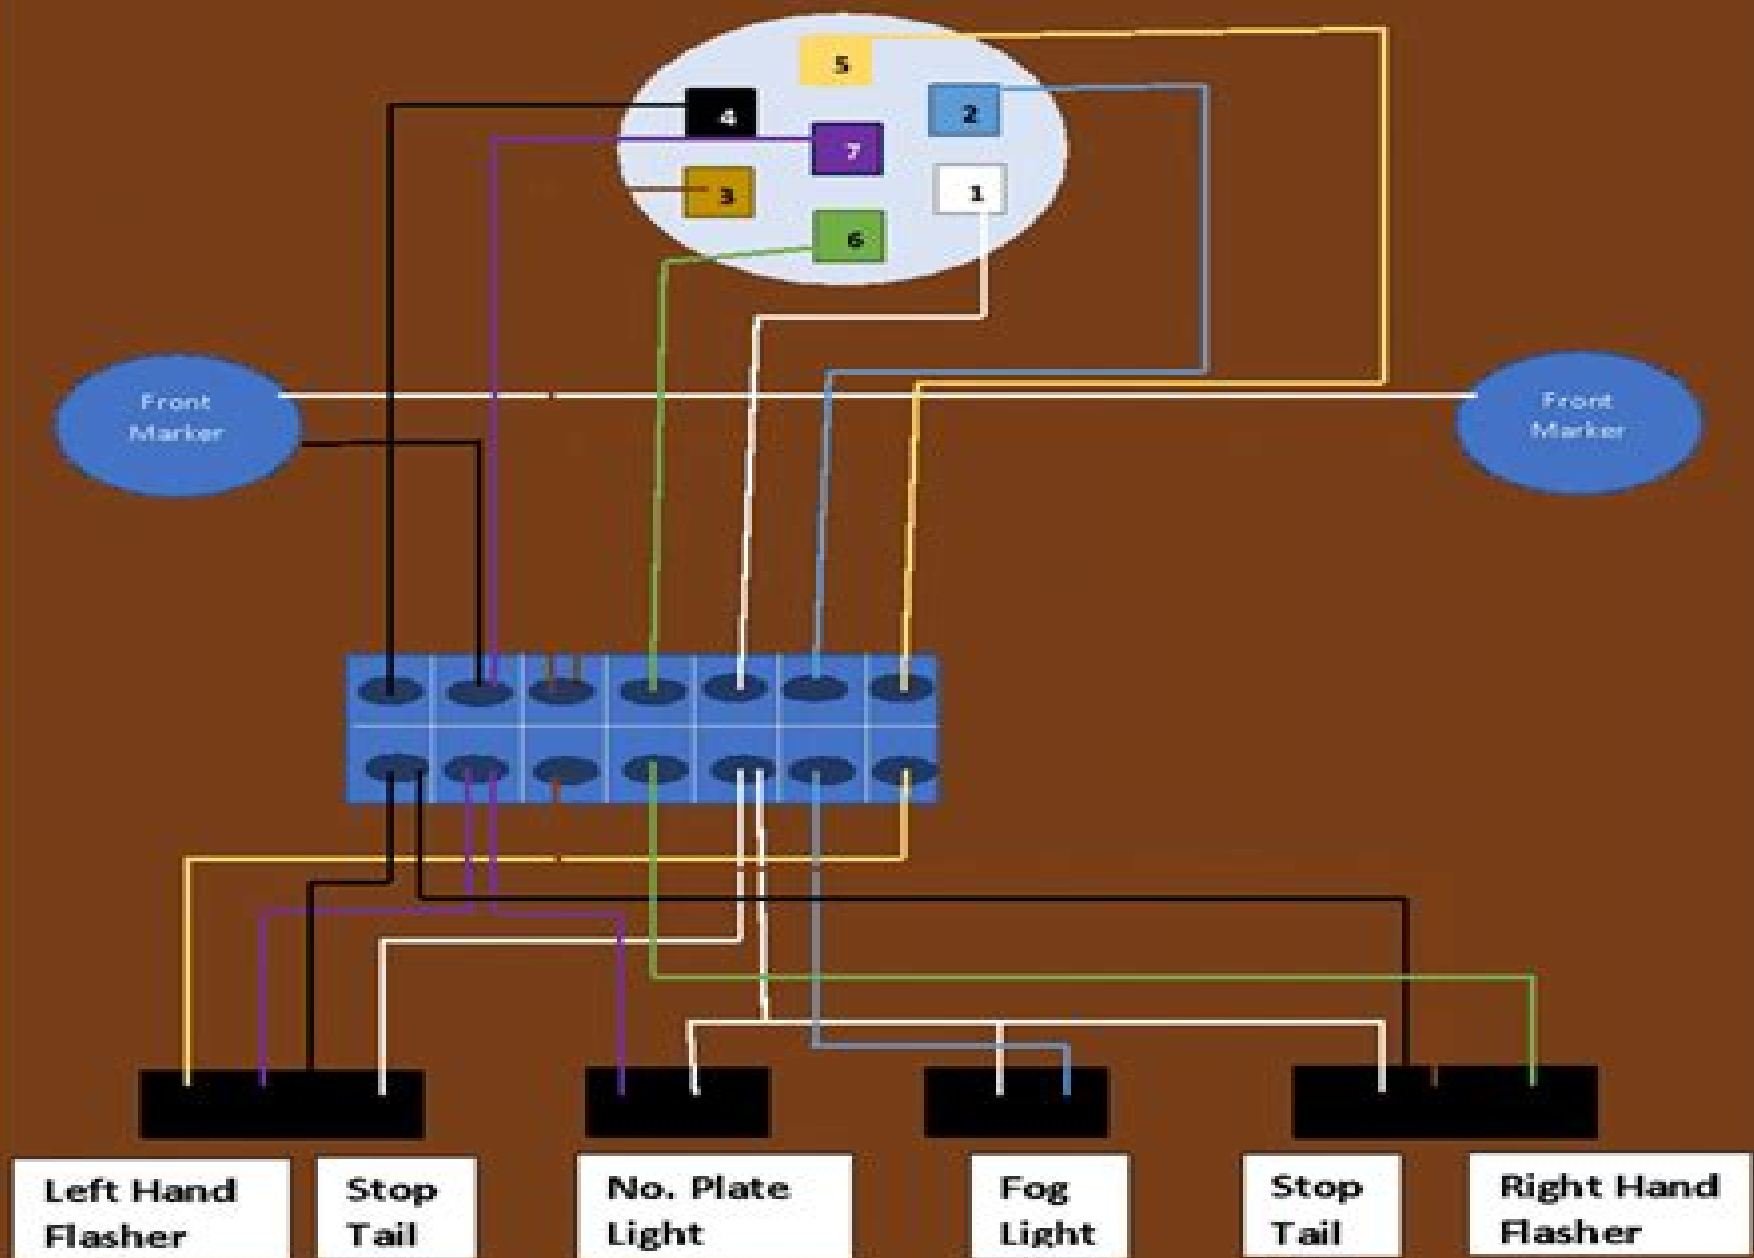 5
4
2
7
3
1
6
Front
Marker
Front
Marker
Left Hand
Flasher
Stop
Tail
No. Plate
Light
Fog
Light
Stop
Tail
Right Hand
Flasher